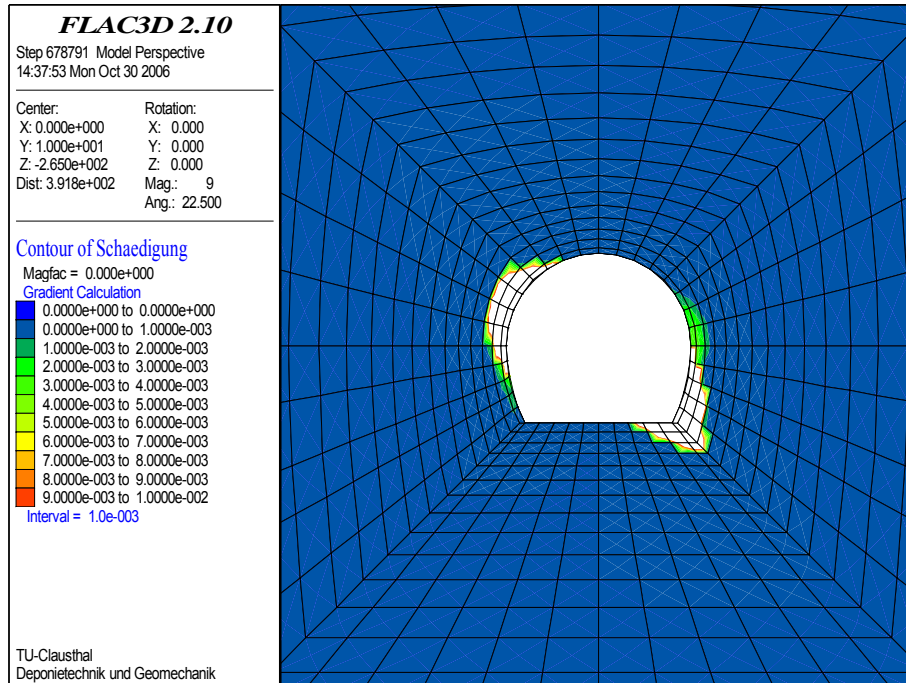 FLAC3D 2.10
Step 678791 Model Perspective
14:37:53 Mon Oct 30 2006
Center:
X: 0.000e+000
Y: 1.000e+001
Z: -2.650e+002
Dist: 3.918e+002
Rotation:
X: 0.000
Y: 0.000
Z: 0.000
Mag.: 9
Ang.: 22.500
Contour of Schaedigung
Magfac = 0.000e+000
Gradient Calculation
0.0000e+000 to 0.0000e+000
0.0000e+000 to 1.0000e-003
1.0000e-003 to 2.0000e-003
2.0000e-003 to 3.0000e-003
3.0000e-003 to 4.0000e-003
4.0000e-003 to 5.0000e-003
5.0000e-003 to 6.0000e-003
6.0000e-003 to 7.0000e-003
7.0000e-003 to 8.0000e-003
8.0000e-003 to 9.0000e-003
9.0000e-003 to 1.0000e-002
Interval = 1.0e-003
TU-Clausthal
Deponietechnik und Geomechanik